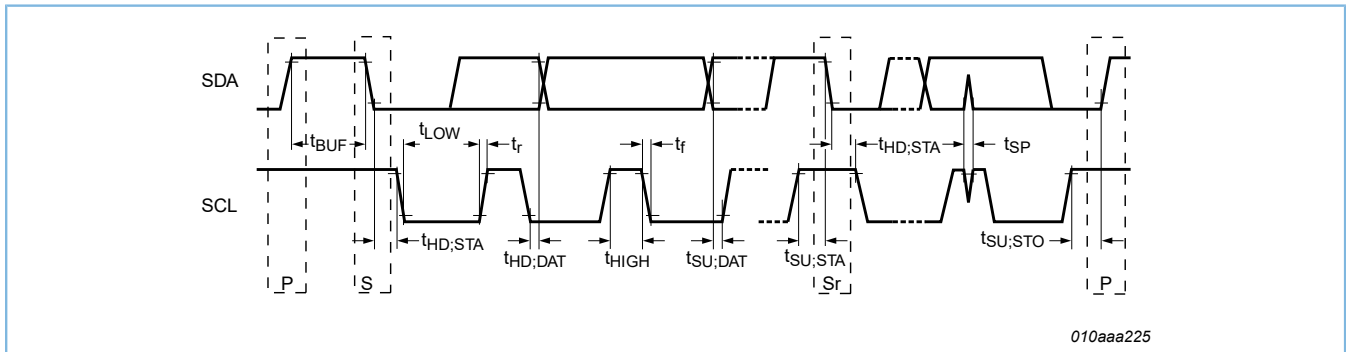 SDA
tBUF
tLOW
tr
tf
tHD;STA
tSP
SCL
tHD;STA
tHD;DAT
tHIGH
tSU;DAT
tSU;STA
tSU;STO
P
S
Sr
P
010aaa225